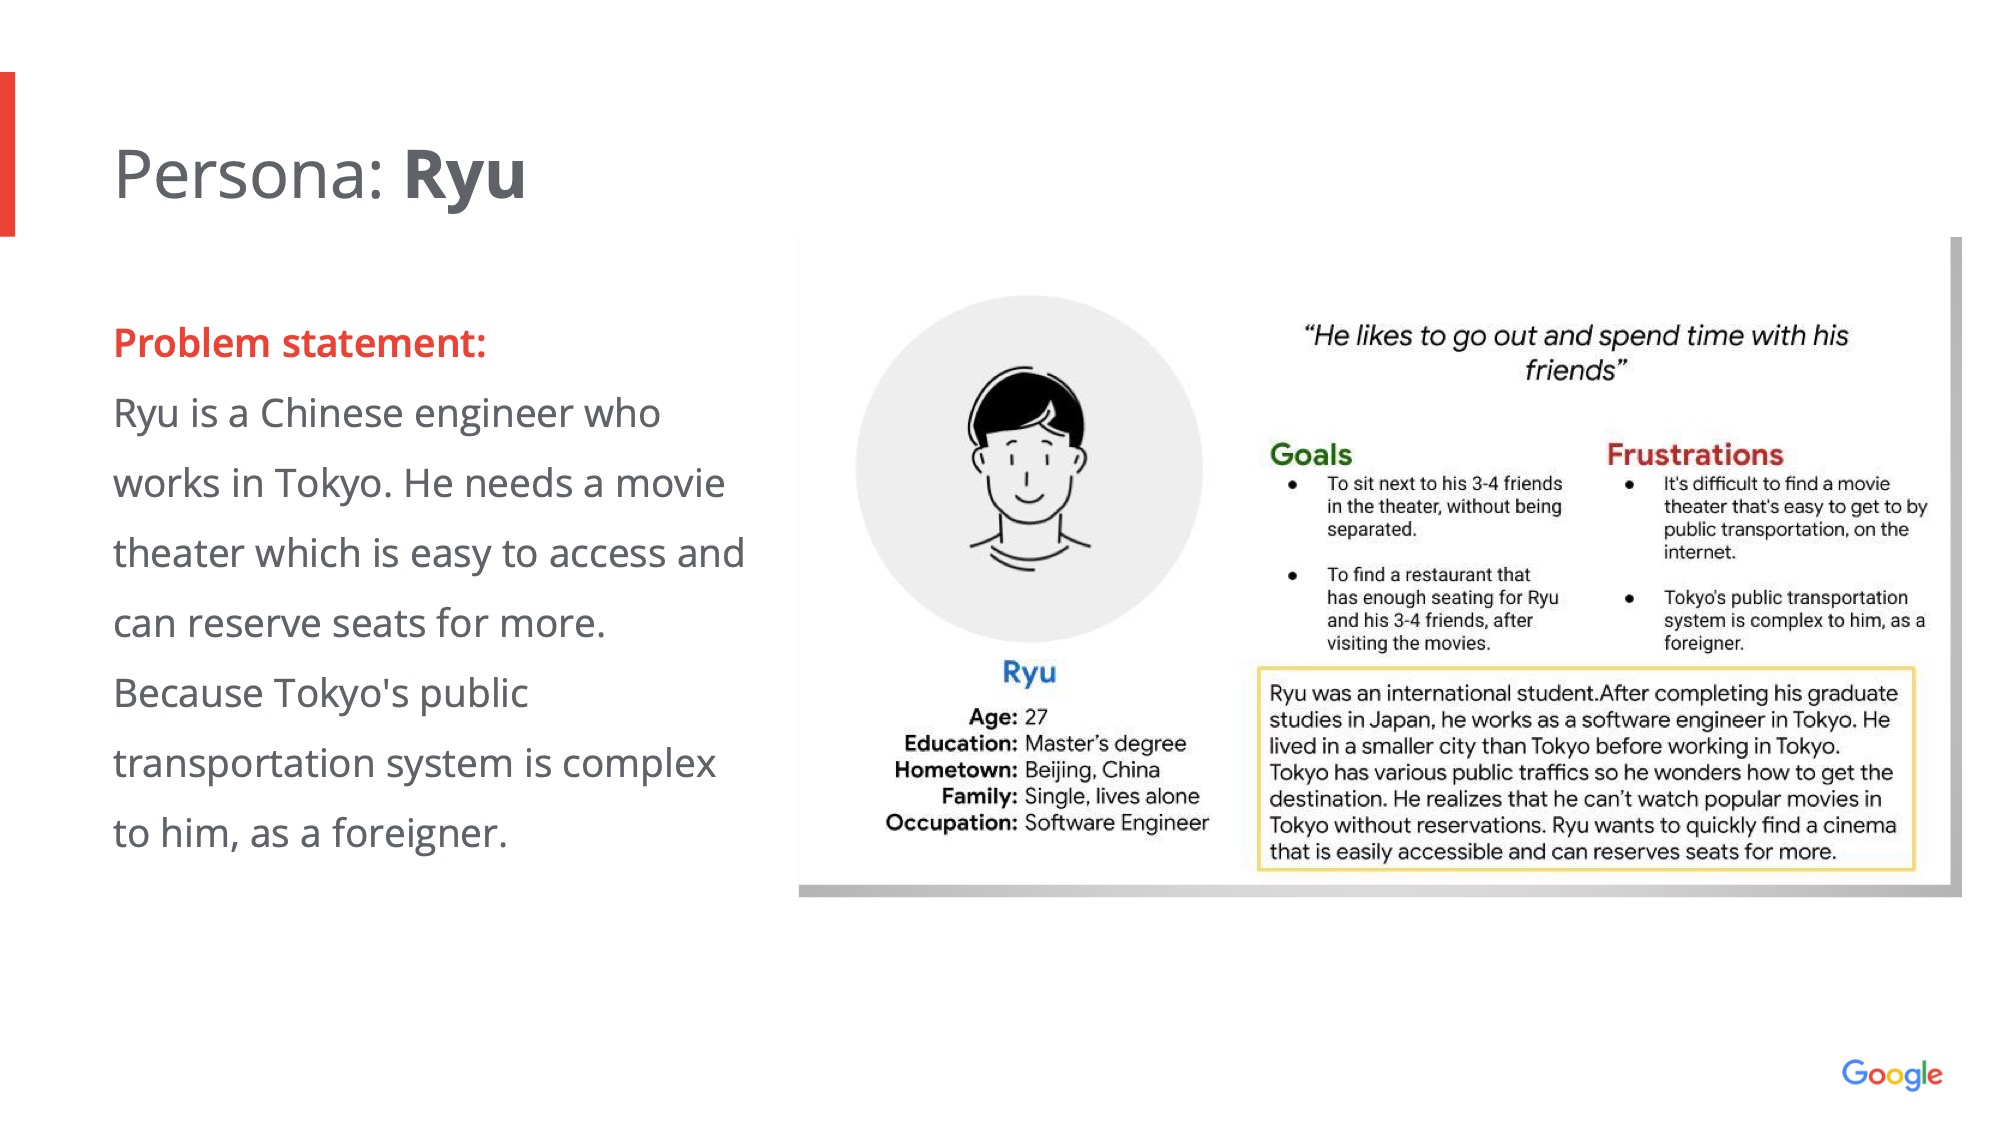 Persona: Ryu
Problem statement:
Ryu is a Chinese engineer who
works in Tokyo. He needs a movie
theater which is easy to access and
can reserve seats for more.
Because Tokyo's public
transportation system is complex
to him, as a foreigner.
Ryu
Age: 27
Education: Master’s degree
Hometown: Beijing, China
Family: Single, lives alone
Occupation: Software Engineer
“He likes to go out and spend time with his
friends”
Goals
● To sit next to his 3-4 friends
in the theater, without being
separated.
● To find a restaurant that
has enough seating for Ryu
and his 3-4 friends, after
visiting the movies.
Frustrations
● It's difficult to find a movie
theater that's easy to get to by
public transportation, on the
internet.
● Tokyo's public transportation
system is complex to him, as a
foreigner.
Ryu was an international student.After completing his graduate
studies in Japan, he works as a software engineer in Tokyo. He
lived in a smaller city than Tokyo before working in Tokyo.
Tokyo has various public traffics so he wonders how to get the
destination. He realizes that he can’t watch popular movies in
Tokyo without reservations. Ryu wants to quickly find a cinema
that is easily accessible and can reserves seats for more.
Google